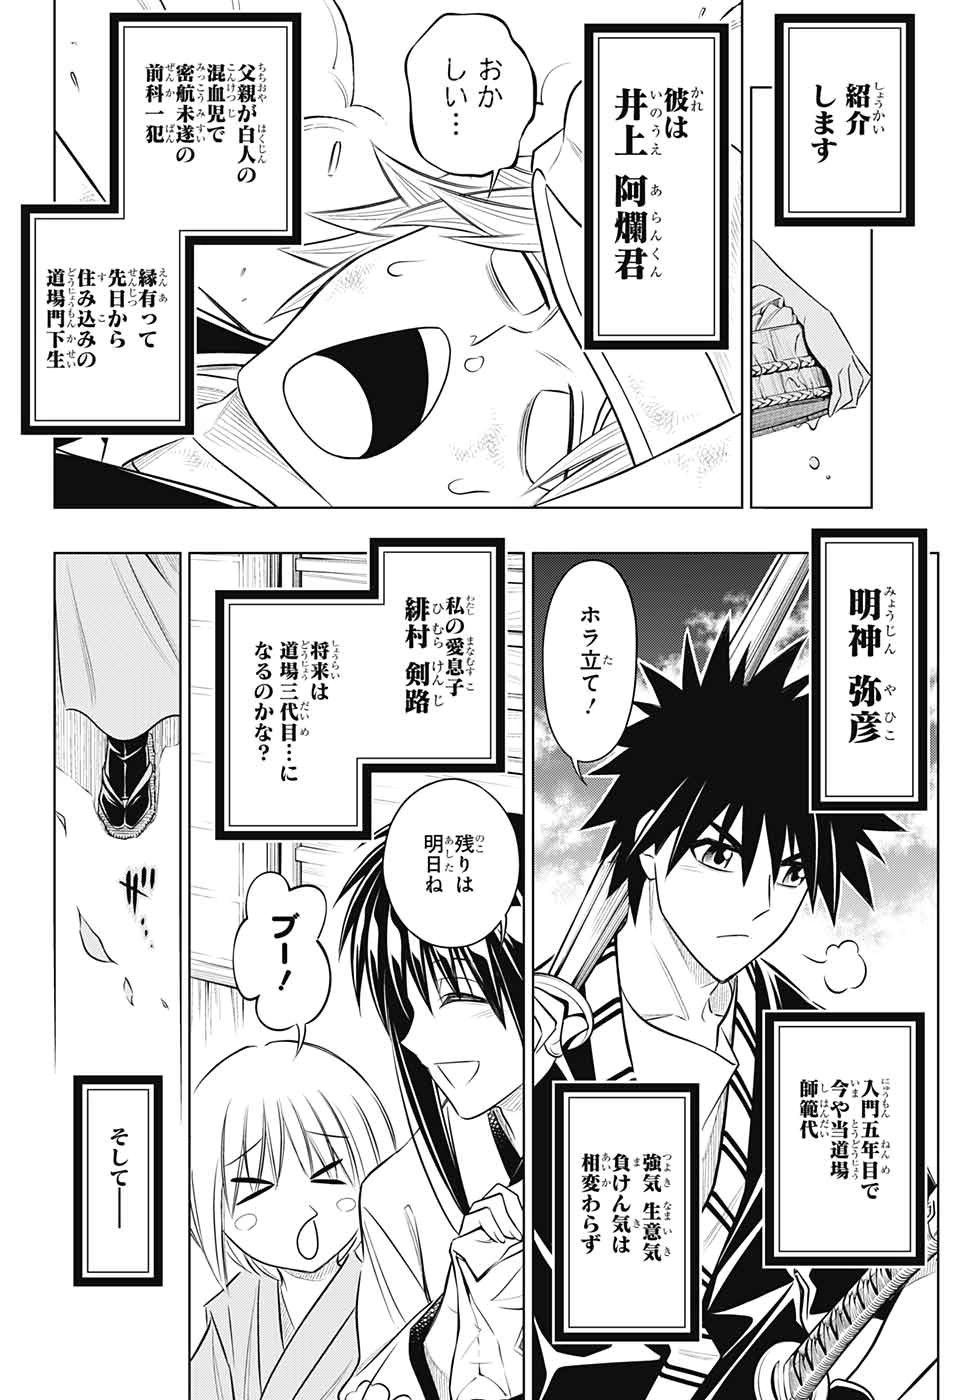 紹介
します
彼は
井上 阿爛君
おか
しい…
父親が白人の
混血児で
密航未遂の
前科一犯
縁有って
先日から
住み込みの
道場門下生
明神 弥彦
ホラ立て!
入門五年目で
今や当道場
師範代
強気 生意気
負けん気は
相変わらず
私の愛息子
緋村 剣路
将来は
道場三代目…に
なるのかな?
残りは
明日ね
ブー!
ザッ
そして――